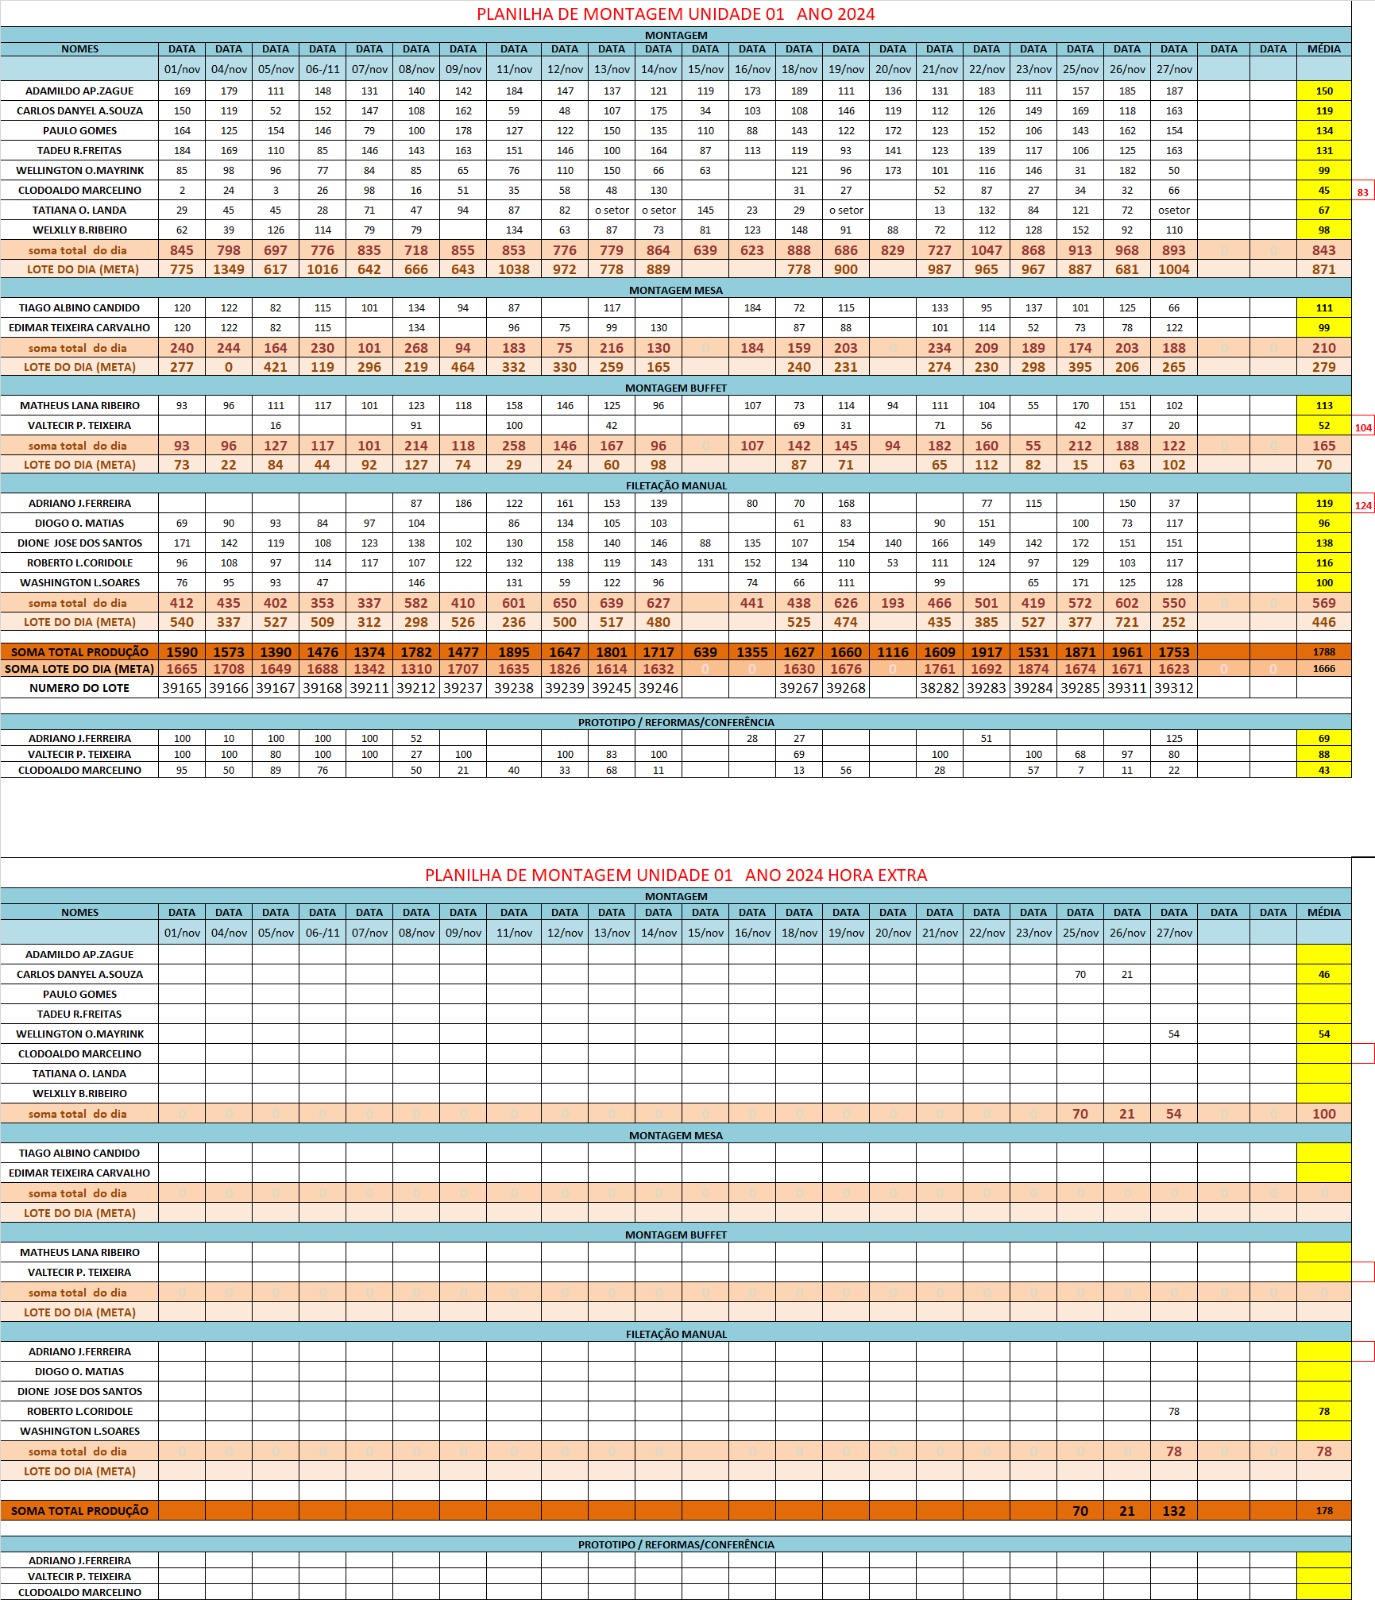 PLANILHA DE MONTAGEM UNIDADE 01 ANO 2024
MONTAGEM
NOMES DATA DATA DATA DATA DATA DATA DATA DATA DATA DATA DATA DATA DATA DATA DATA DATA DATA DATA DATA DATA DATA DATA DATA DATA MÉDIA
01/nov 04/nov 05/nov 06-/11 07/nov 08/nov 09/nov 11/nov 12/nov 13/nov 14/nov 15/nov 16/nov 18/nov 19/nov 20/nov 21/nov 22/nov 23/nov 25/nov 26/nov 27/nov
ADAMILDO AP.ZAGUE 169 179 111 148 131 140 142 184 147 137 121 119 173 189 111 136 131 183 111 157 185 187 150
CARLOS DANYEL A.SOUZA 150 119 52 152 147 108 162 59 48 107 175 34 103 108 146 119 112 126 149 169 118 163 119
PAULO GOMES 164 125 154 146 79 100 178 127 122 150 135 110 88 143 122 172 123 152 106 143 162 154 134
TADEU R.FREITAS 184 169 110 85 146 143 163 151 146 100 164 87 113 119 93 141 123 139 117 106 125 163 131
WELLINGTON O.MAYRINK 85 98 96 77 84 85 65 76 110 150 66 63 121 96 173 101 116 146 31 182 50 99
CLODOALDO MARCELINO 2 24 3 26 98 16 51 35 58 48 130 31 27 52 87 27 34 32 66 45 83
TATIANA O. LANDA 29 45 45 28 71 47 94 87 82 o setor o setor 145 23 29 o setor 13 132 84 121 72 osetor 67
WELXLLY B.RIBEIRO 62 39 126 114 79 79 134 63 87 73 81 123 148 91 88 72 112 128 152 92 110 98
soma total do dia 845 798 697 776 835 718 855 853 776 779 864 639 623 888 686 829 727 1047 868 913 968 893 0 0 843
LOTE DO DIA (META) 775 1349 617 1016 642 666 643 1038 972 778 889 778 900 987 965 967 887 681 1004 871
MONTAGEM MESA
TIAGO ALBINO CANDIDO 120 122 82 115 101 134 94 87 117 184 72 115 133 95 137 101 125 66 111
EDIMAR TEIXEIRA CARVALHO 120 122 82 115 134 96 75 99 130 87 88 101 114 52 73 78 122 99
soma total do dia 240 244 164 230 101 268 94 183 75 216 130 0 184 159 203 0 234 209 189 174 203 188 0 0 210
LOTE DO DIA (META) 277 0 421 119 296 219 464 332 330 259 165 240 231 274 230 298 395 206 265 279
MONTAGEM BUFFET
MATHEUS LANA RIBEIRO 93 96 111 117 101 123 118 158 146 125 96 107 73 114 94 111 104 55 170 151 102 113
VALTECIR P. TEIXEIRA 16 91 100 42 69 31 71 56 42 37 20 52 104
soma total do dia 93 96 127 117 101 214 118 258 146 167 96 0 107 142 145 94 182 160 55 212 188 122 0 0 165
LOTE DO DIA (META) 73 22 84 44 92 127 74 29 24 60 98 87 71 65 112 82 15 63 102 70
FILETAÇÃO MANUAL
ADRIANO J.FERREIRA 87 186 122 161 153 139 80 70 168 77 115 150 37 119 124
DIOGO O. MATIAS 69 90 93 84 97 104 86 134 105 103 61 83 90 151 100 73 117 96
DIONE JOSE DOS SANTOS 171 142 119 108 123 138 102 130 158 140 146 88 135 107 154 140 166 149 142 172 151 151 138
ROBERTO L.CORIDOLE 96 108 97 114 117 107 122 132 138 119 143 131 152 134 110 53 111 124 97 129 103 117 116
WASHINGTON L.SOARES 76 95 93 47 146 131 59 122 96 74 66 111 99 65 171 125 128 100
soma total do dia 412 435 402 353 337 582 410 601 650 639 627 441 438 626 193 466 501 419 572 602 550 0 0 569
LOTE DO DIA (META) 540 337 527 509 312 298 526 236 500 517 480 525 474 435 385 527 377 721 252 446
SOMA TOTAL PRODUÇÃO 1590 1573 1390 1476 1374 1782 1477 1895 1647 1801 1717 639 1355 1627 1660 1116 1609 1917 1531 1871 1961 1753 1788
SOMA LOTE DO DIA (META) 1665 1708 1649 1688 1342 1310 1707 1635 1826 1614 1632 0 0 1630 1676 0 1761 1692 1874 1674 1671 1623 0 0 1666
NUMERO DO LOTE 39165 39166 39167 39168 39211 39212 39237 39238 39239 39245 39246 39267 39268 38282 39283 39284 39285 39311 39312
PROTOTIPO / REFORMAS/CONFERÊNCIA
ADRIANO J.FERREIRA 100 10 100 100 100 52 28 27 51 125 69
VALTECIR P. TEIXEIRA 100 100 80 100 100 27 100 100 83 100 69 100 100 68 97 80 88
CLODOALDO MARCELINO 95 50 89 76 50 21 40 33 68 11 13 56 28 57 7 11 22 43
PLANILHA DE MONTAGEM UNIDADE 01 ANO 2024 HORA EXTRA
MONTAGEM
NOMES DATA DATA DATA DATA DATA DATA DATA DATA DATA DATA DATA DATA DATA DATA DATA DATA DATA DATA DATA DATA DATA DATA DATA DATA MÉDIA
01/nov 04/nov 05/nov 06-/11 07/nov 08/nov 09/nov 11/nov 12/nov 13/nov 14/nov 15/nov 16/nov 18/nov 19/nov 20/nov 21/nov 22/nov 23/nov 25/nov 26/nov 27/nov
ADAMILDO AP.ZAGUE
CARLOS DANYEL A.SOUZA 70 21 46
PAULO GOMES
TADEU R.FREITAS
WELLINGTON O.MAYRINK 54 54
CLODOALDO MARCELINO
TATIANA O. LANDA
WELXLLY B.RIBEIRO
soma total do dia 0 0 0 0 0 0 0 0 0 0 0 0 0 0 0 0 0 0 0 70 21 54 0 0 100
MONTAGEM MESA
TIAGO ALBINO CANDIDO
EDIMAR TEIXEIRA CARVALHO
soma total do dia 0 0 0 0 0 0 0 0 0 0 0 0 0 0 0 0 0 0 0 0 0 0 0 0 0
LOTE DO DIA (META)
MONTAGEM BUFFET
MATHEUS LANA RIBEIRO
VALTECIR P. TEIXEIRA
soma total do dia 0 0 0 0 0 0 0 0 0 0 0 0 0 0 0 0 0 0 0 0 0 0 0 0 0
LOTE DO DIA (META)
FILETAÇÃO MANUAL
ADRIANO J.FERREIRA
DIOGO O. MATIAS
DIONE JOSE DOS SANTOS
ROBERTO L.CORIDOLE 78 78
WASHINGTON L.SOARES
soma total do dia 0 0 0 0 0 0 0 0 0 0 0 0 0 0 0 0 0 0 0 0 78 0 0 78
LOTE DO DIA (META)
SOMA TOTAL PRODUÇÃO 70 21 132 178
PROTOTIPO / REFORMAS/CONFERÊNCIA
ADRIANO J.FERREIRA
VALTECIR P. TEIXEIRA
CLODOALDO MARCELINO